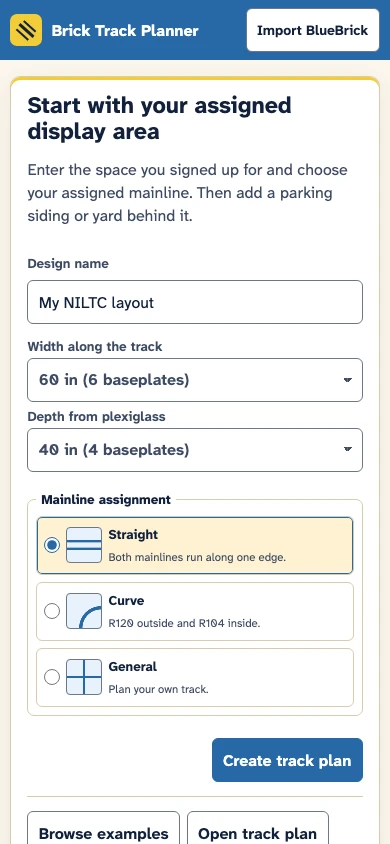 Brick Track Planner
Import BlueBrick
Start with your assigned
display area
Enter the space you signed up for and choose
your assigned mainline. Then add a parking
siding or yard behind it.
Design name
My NILTC layout
Width along the track
60 in (6 baseplates)
Depth from plexiglass
40 in (4 baseplates)
Mainline assignment
Straight
Both mainlines run along one edge.
Curve
R120 outside and R104 inside.
General
Plan your own track.
Create track plan
Browse examples
Open track plan